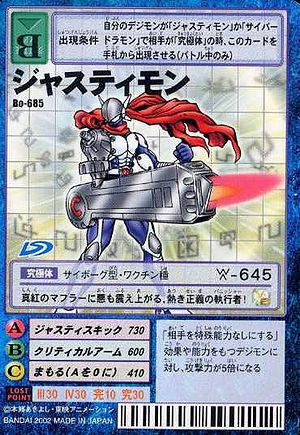 B
出現条件
自分のデジモンが「ジャスティモン」か「サイバー
ドラモン」で相手が「究極体」の時、このカードを
手札から出現させる(バトル中のみ)
ジャスティモン
Bo-685
究極体 サイボーグ型・ワクチン種 W-645
真紅のマフラーに悪も震え上がる、熱き正義の執行者!
A ジャスティスキック 730
B クリティカルアーム 600
C まもる(Aを0に) 410
「相手を特殊能力なしにする」
効果や能力をもつデジモンに
対し、攻撃力が5倍になる。
LOST POINT III30 IV30 完10 究30
©本郷あきよし・東映アニメーション
©BANDAI 2002 MADE IN JAPAN